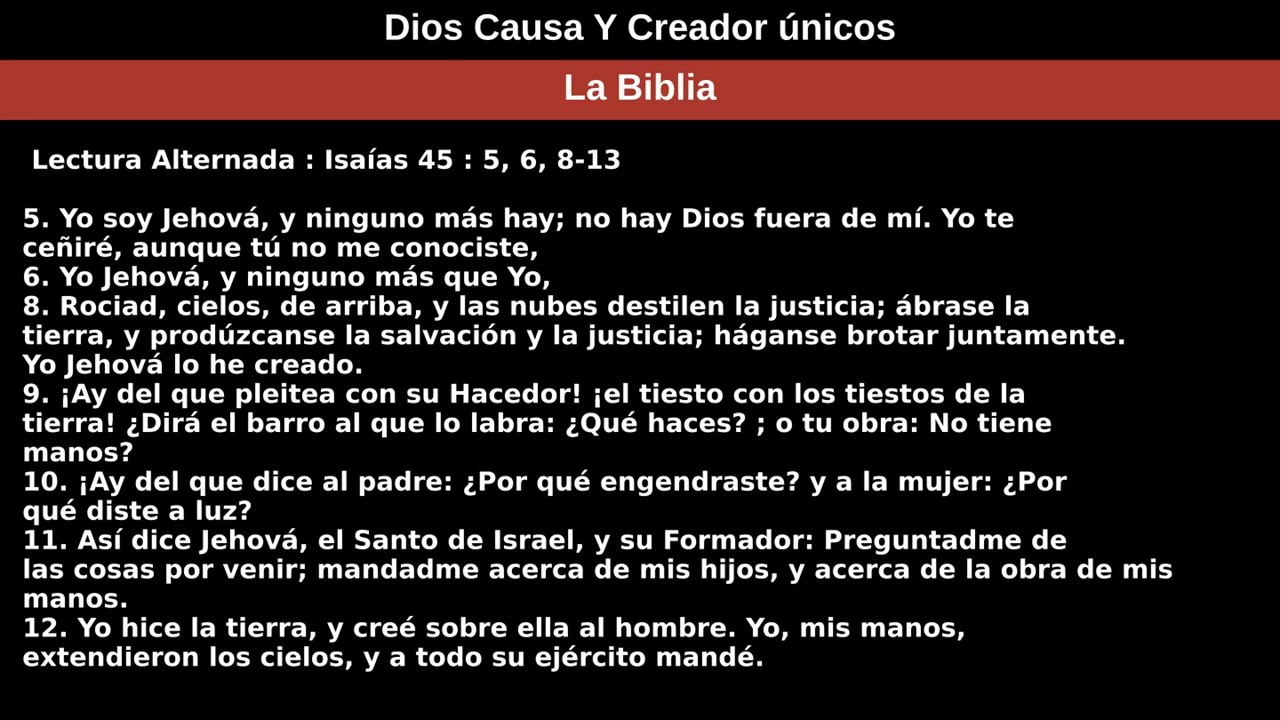 Dios Causa Y Creador únicos
La Biblia
Lectura Alternada : Isaías 45 : 5, 6, 8-13
5. Yo soy Jehová, y ninguno más hay; no hay Dios fuera de mí. Yo te
ceñiré, aunque tú no me conociste,
6. Yo Jehová, y ninguno más que Yo,
8. Rociad, cielos, de arriba, y las nubes destilen la justicia; ábrase la
tierra, y prodúzcanse la salvación y la justicia; háganse brotar juntamente.
Yo Jehová lo he creado.
9. ¡Ay del que pleitea con su Hacedor! ¡el tiesto con los tiestos de la
tierra! ¿Dirá el barro al que lo labra: ¿Qué haces? ; o tu obra: No tiene
manos?
10. ¡Ay del que dice al padre: ¿Por qué engendraste? y a la mujer: ¿Por
qué diste a luz?
11. Así dice Jehová, el Santo de Israel, y su Formador: Preguntadme de
las cosas por venir; mandadme acerca de mis hijos, y acerca de la obra de mis
manos.
12. Yo hice la tierra, y creé sobre ella al hombre. Yo, mis manos,
extendieron los cielos, y a todo su ejército mandé.